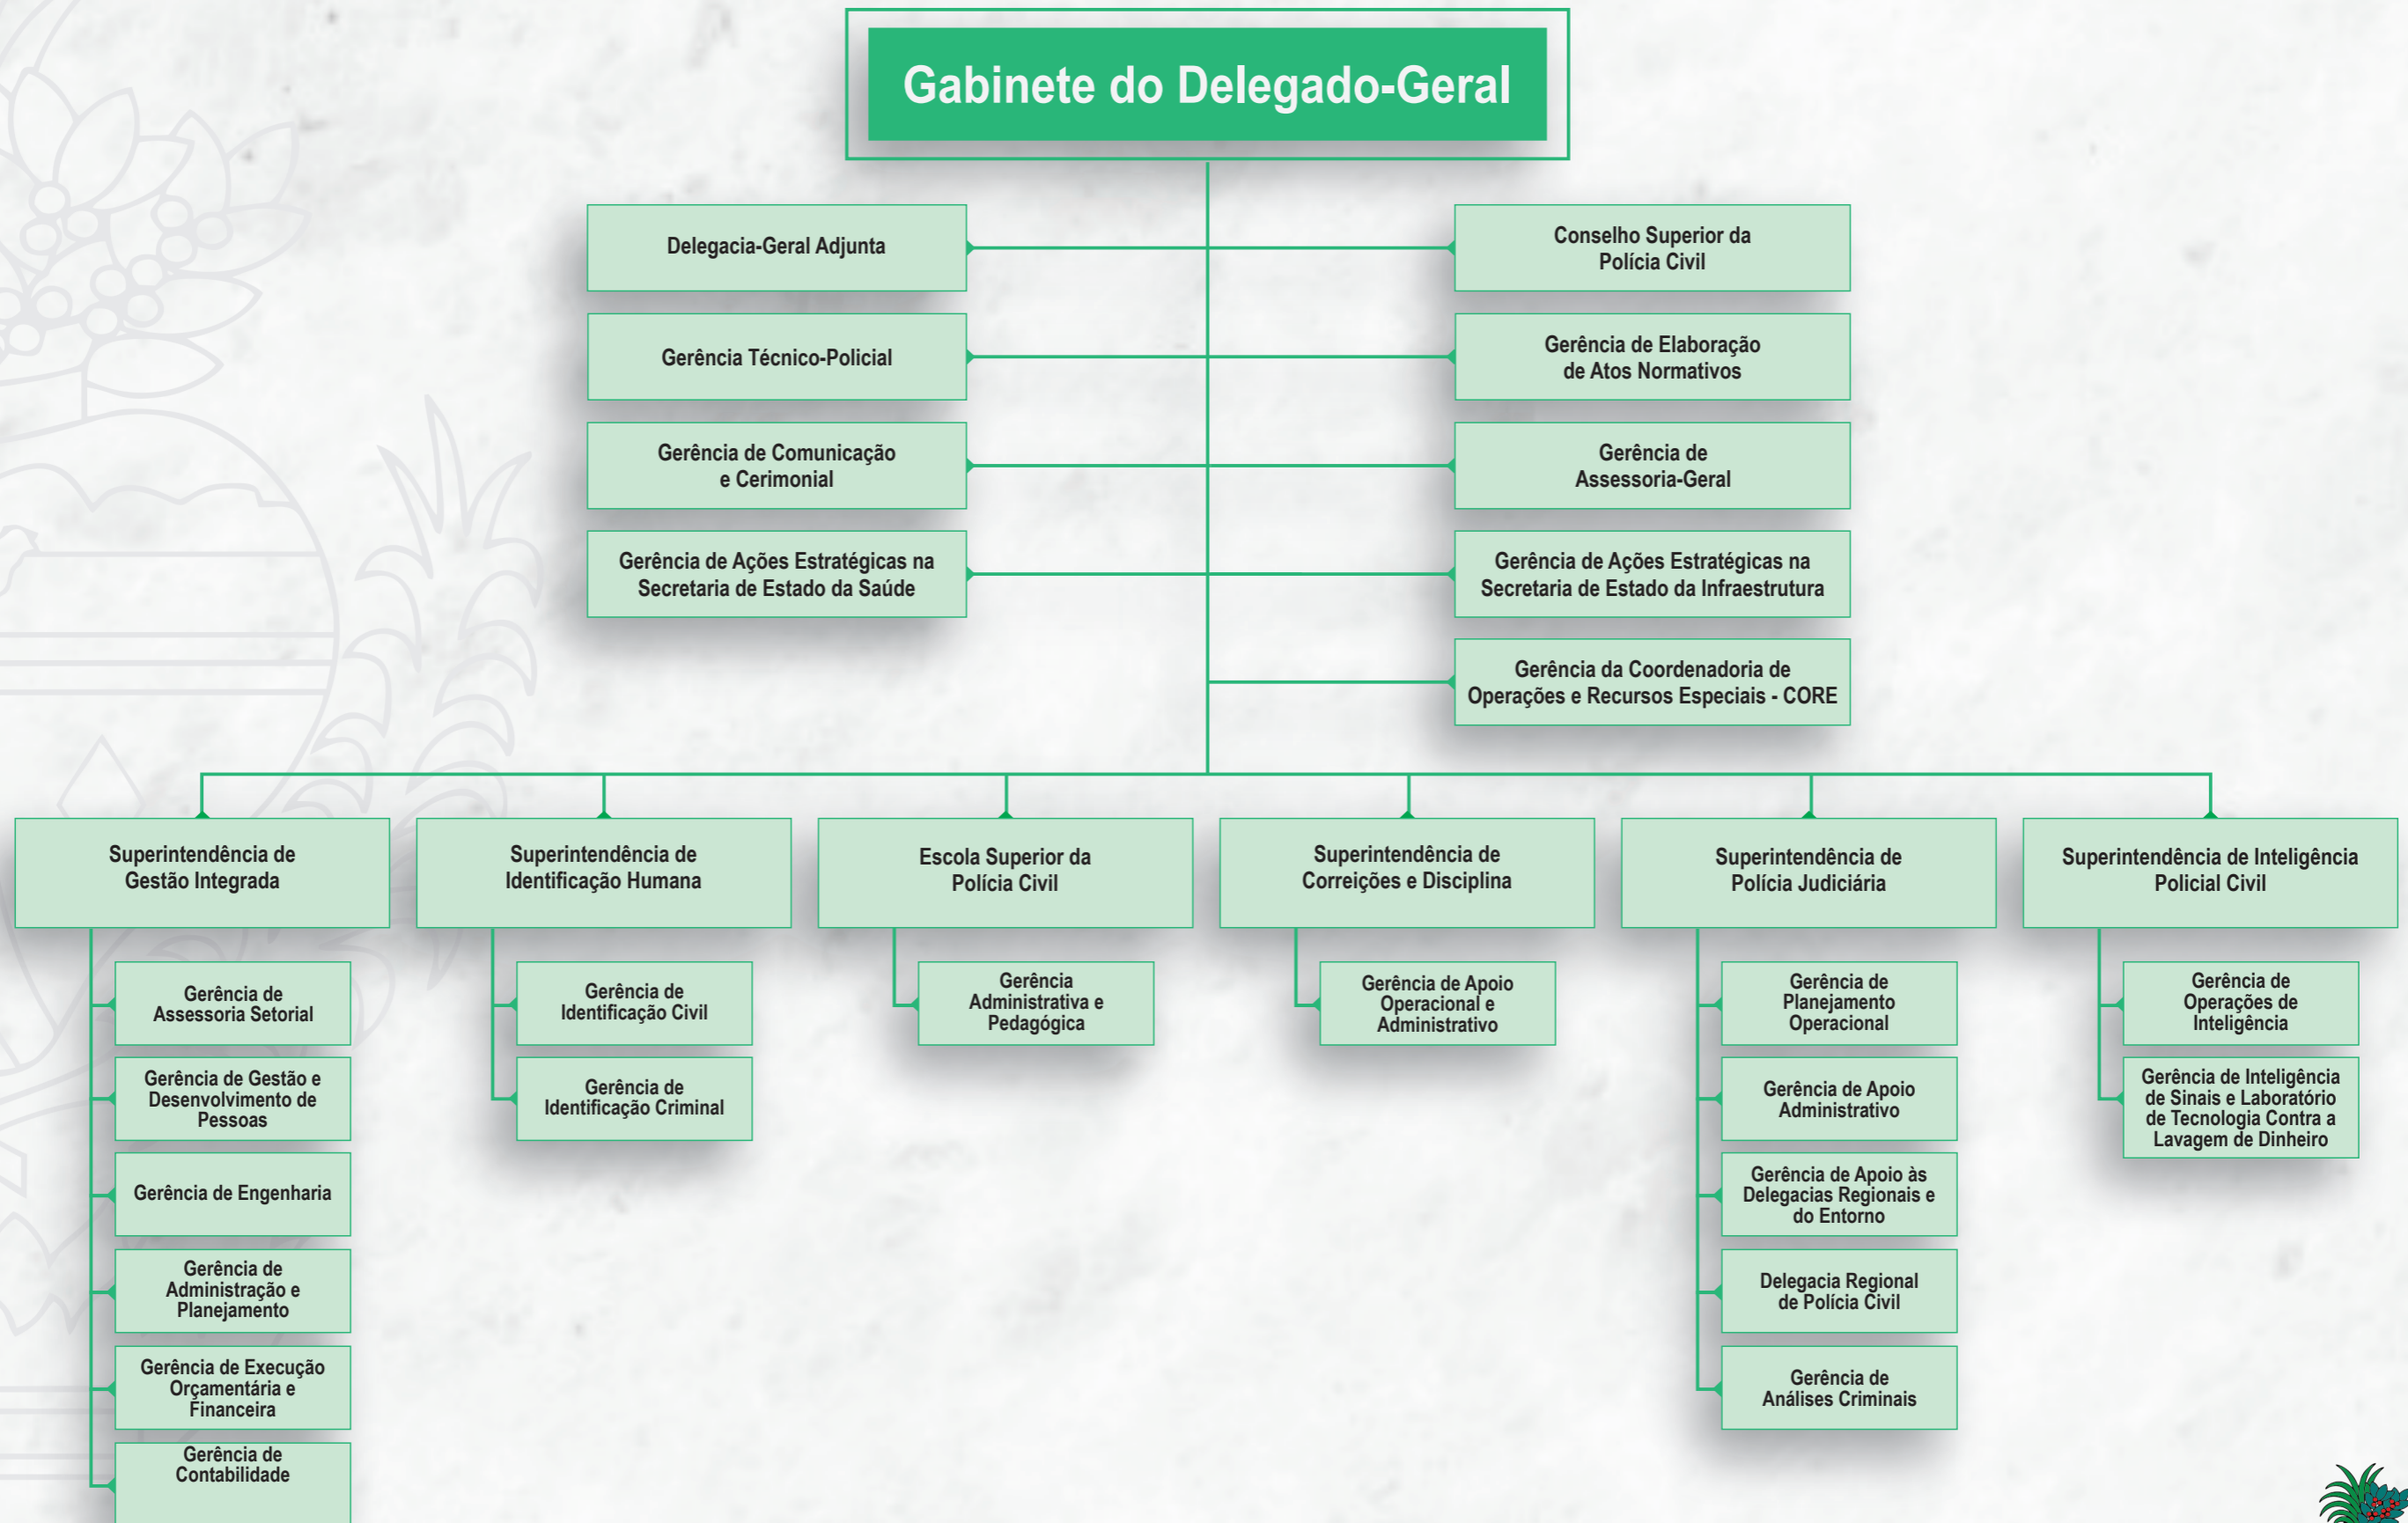 Gabinete do Delegado-Geral
Delegacia-Geral Adjunta
Conselho Superior da
Polícia Civil
Gerência Técnico-Policial
Gerência de Elaboração
de Atos Normativos
Gerência de Comunicação
e Cerimonial
Gerência de
Assessoria-Geral
Gerência de Ações Estratégicas na
Secretaria de Estado da Saúde
Gerência de Ações Estratégicas na
Secretaria de Estado da Infraestrutura
Gerência da Coordenadoria de
Operações e Recursos Especiais - CORE
Superintendência de
Gestão Integrada
Gerência de
Assessoria Setorial
Gerência de Gestão e
Desenvolvimento de
Pessoas
Gerência de Engenharia
Gerência de
Administração e
Planejamento
Gerência de Execução
Orçamentária e
Financeira
Gerência de
Contabilidade
Superintendência de
Identificação Humana
Gerência de
Identificação Civil
Gerência de
Identificação Criminal
Escola Superior da
Polícia Civil
Gerência
Administrativa e
Pedagógica
Superintendência de
Correições e Disciplina
Gerência de Apoio
Operacional e
Administrativo
Superintendência de
Polícia Judiciária
Gerência de
Planejamento
Operacional
Gerência de Apoio
Administrativo
Gerência de Apoio às
Delegacias Regionais e
do Entorno
Delegacia Regional
de Polícia Civil
Gerência de
Análises Criminais
Superintendência de Inteligência
Policial Civil
Gerência de
Operações de
Inteligência
Gerência de Inteligência
de Sinais e Laboratório
de Tecnologia Contra a
Lavagem de Dinheiro